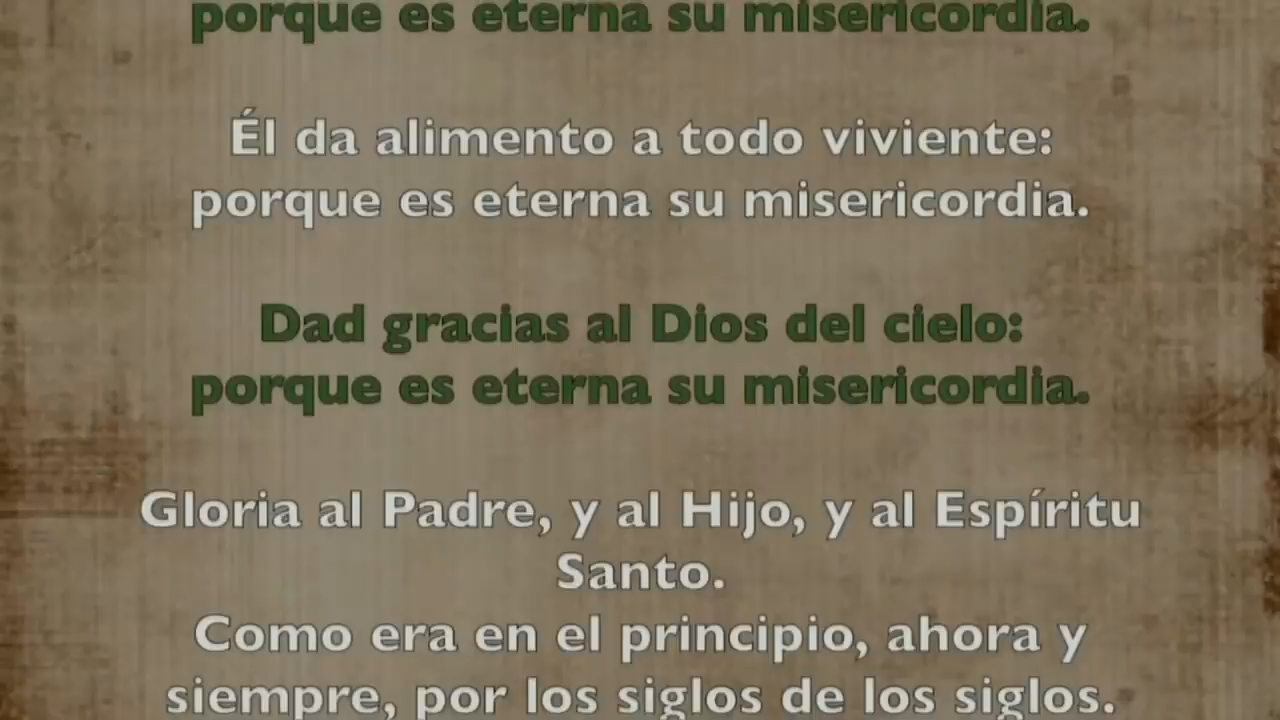 porque es eterna su misericordia.
Él da alimento a todo viviente:
porque es eterna su misericordia.
Dad gracias al Dios del cielo:
porque es eterna su misericordia.
Gloria al Padre, y al Hijo, y al Espíritu
Santo.
Como era en el principio, ahora y
siempre, por los siglos de los siglos.